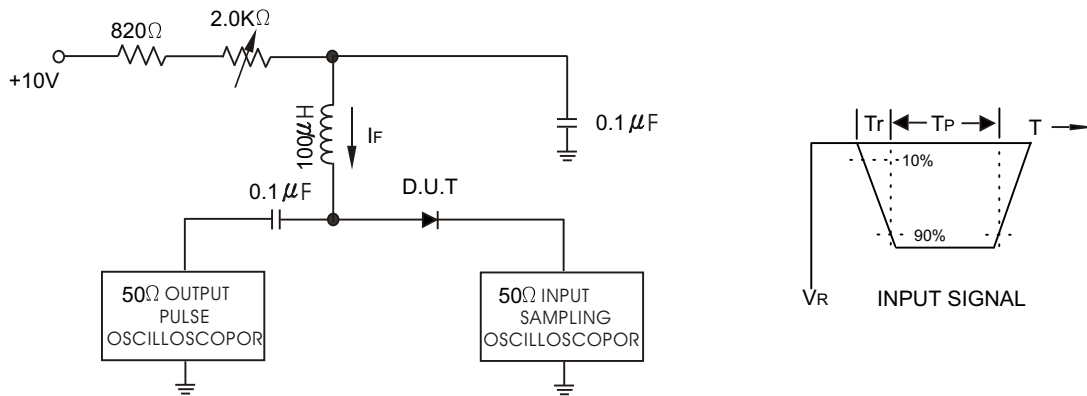 820Ω
2.0KΩ
+10V
100μH
IF
0.1μF
0.1μF
D.U.T
50Ω OUTPUT
PULSE
OSCILLOSCOPOR
50Ω INPUT
SAMPLING
OSCILLOSCOPOR
Tr
TP
T
10%
90%
VR
INPUT SIGNAL